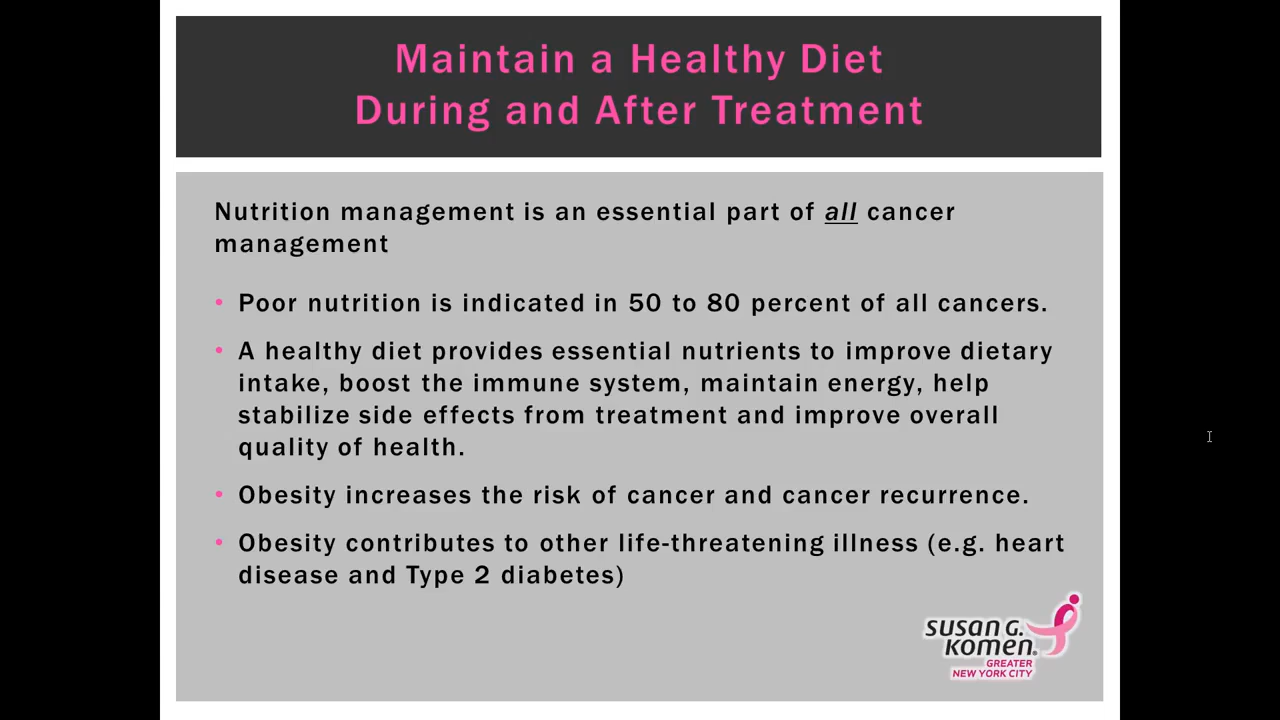 Maintain a Healthy Diet
During and After Treatment
Nutrition management is an essential part of all cancer
management
• Poor nutrition is indicated in 50 to 80 percent of all cancers.
• A healthy diet provides essential nutrients to improve dietary
intake, boost the immune system, maintain energy, help
stabilize side effects from treatment and improve overall
quality of health.
• Obesity increases the risk of cancer and cancer recurrence.
• Obesity contributes to other life-threatening illness (e.g. heart
disease and Type 2 diabetes)
susan G.
komen®
GREATER
NEW YORK CITY